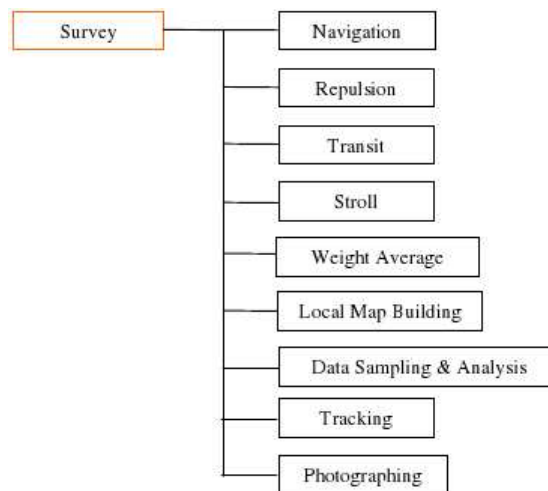 Survey
Navigation
Repulsion
Transit
Stroll
Weight Average
Local Map Building
Data Sampling & Analysis
Tracking
Photographing